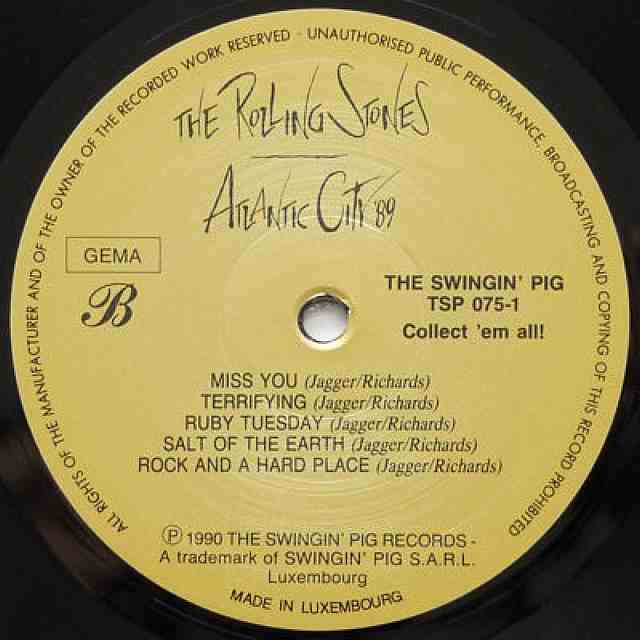 ALL RIGHTS OF THE MANUFACTURER AND OF THE OWNER OF THE RECORDED WORK RESERVED - UNAUTHORISED PUBLIC PERFORMANCE, BROADCASTING AND COPYING OF THIS RECORD PROHIBITED
THE ROLLING STONES
ATLANTIC CITY '89
GEMA
B
THE SWINGIN' PIG
TSP 075-1
Collect 'em all!
MISS YOU (Jagger/Richards)
TERRIFYING (Jagger/Richards)
RUBY TUESDAY (Jagger/Richards)
SALT OF THE EARTH (Jagger/Richards)
ROCK AND A HARD PLACE (Jagger/Richards)
℗ 1990 THE SWINGIN' PIG RECORDS -
A trademark of SWINGIN' PIG S.A.R.L.
Luxembourg
MADE IN LUXEMBOURG